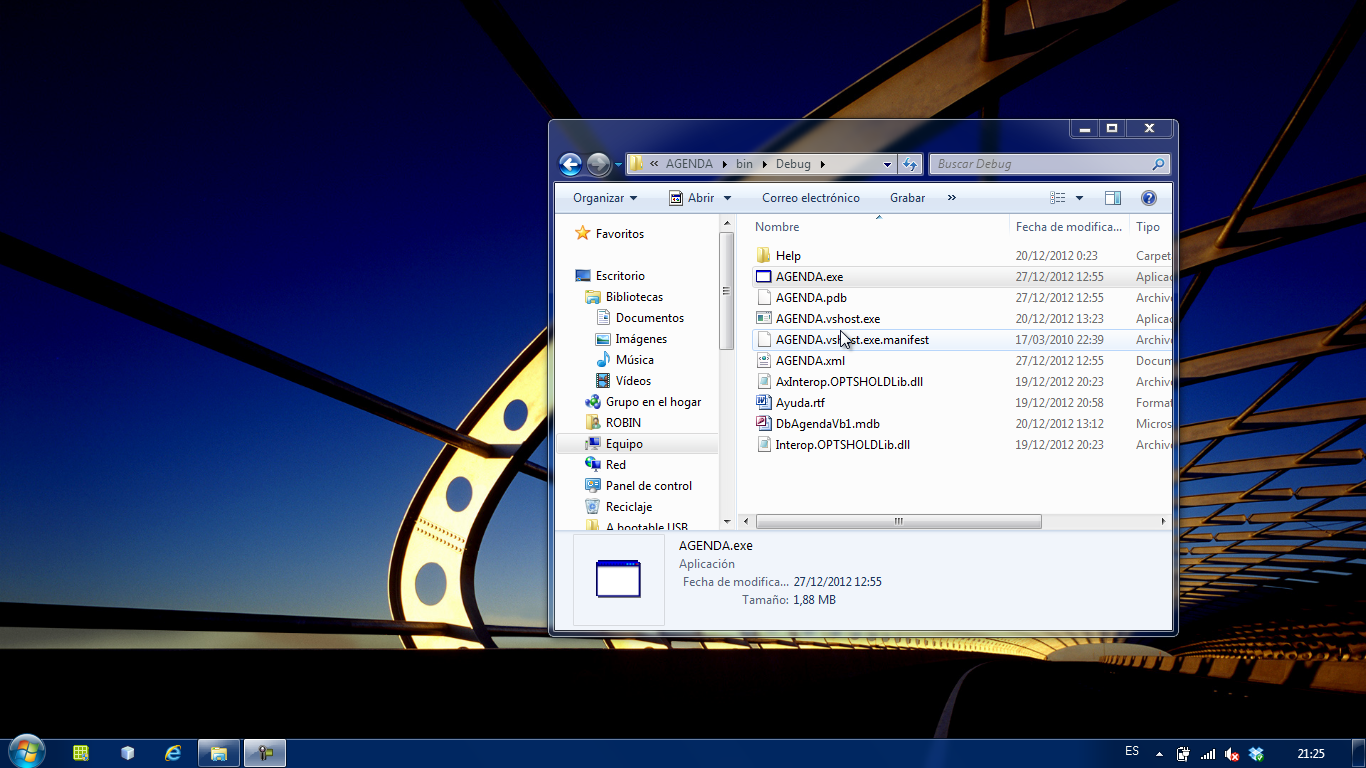 « AGENDA bin Debug
Buscar Debug
Organizar Abrir Correo electrónico Grabar »
Nombre Fecha de modifica... Tipo
Favoritos
Escritorio
Bibliotecas
Documentos
Imágenes
Música
Vídeos
Grupo en el hogar
ROBIN
Equipo
Red
Panel de control
Reciclaje
A bootable USB
Help 20/12/2012 0:23 Carpet
AGENDA.exe 27/12/2012 12:55 Aplicac
AGENDA.pdb 27/12/2012 12:55 Archivo
AGENDA.vshost.exe 20/12/2012 13:23 Aplicac
AGENDA.vshost.exe.manifest 17/03/2010 22:39 Archivo
AGENDA.xml 27/12/2012 12:55 Docum
AxInterop.OPTSHOLDLib.dll 19/12/2012 20:23 Archivo
Ayuda.rtf 19/12/2012 20:58 Format
DbAgendaVb1.mdb 20/12/2012 13:12 Micros
Interop.OPTSHOLDLib.dll 19/12/2012 20:23 Archivo
AGENDA.exe
Aplicación
Fecha de modifica... 27/12/2012 12:55
Tamaño: 1,88 MB
ES 21:25